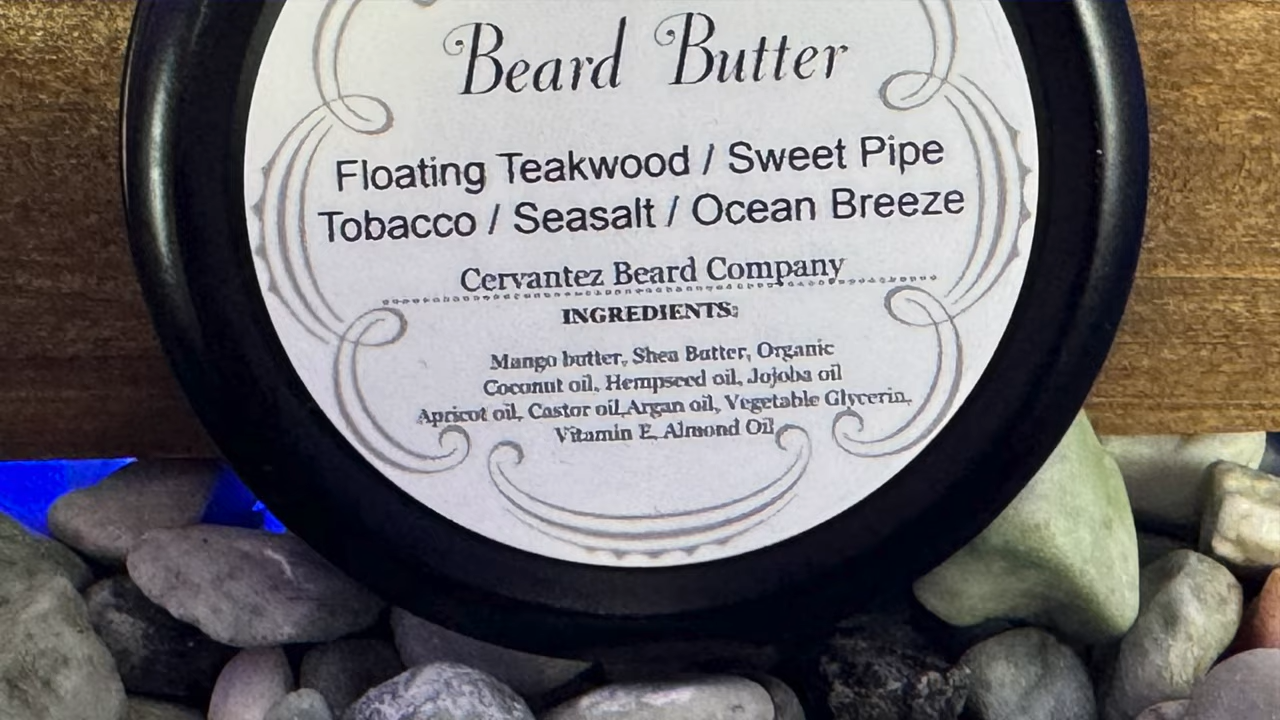 Beard Butter
Floating Teakwood / Sweet Pipe
Tobacco / Seasalt / Ocean Breeze
Cervantez Beard Company
INGREDIENTS:
Mango butter, Shea Butter, Organic
Coconut oil, Hempseed oil, Jojoba oil
Apricot oil, Castor oil,Argan oil, Vegetable Glycerin,
Vitamin E, Almond Oil